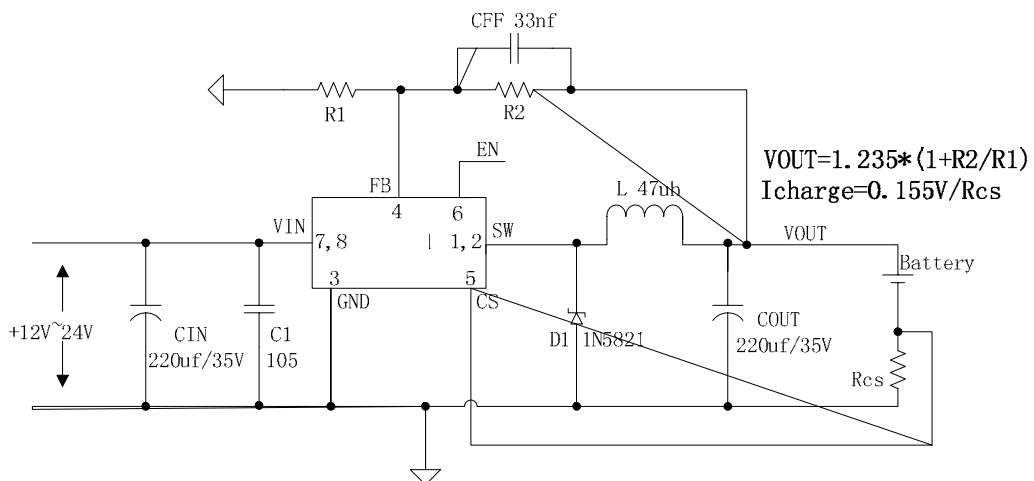 CFF 33nf
R1
R2
EN
FB
4
6
VOUT=1.235*(1+R2/R1)
Icharge=0.155V/Rcs
L 47uh
VIN
7,8
1,2
SW
VOUT
3
5
GND
CS
Battery
+12V~24V
CIN
220uf/35V
C1
105
D1 1N5821
COUT
220uf/35V
Rcs